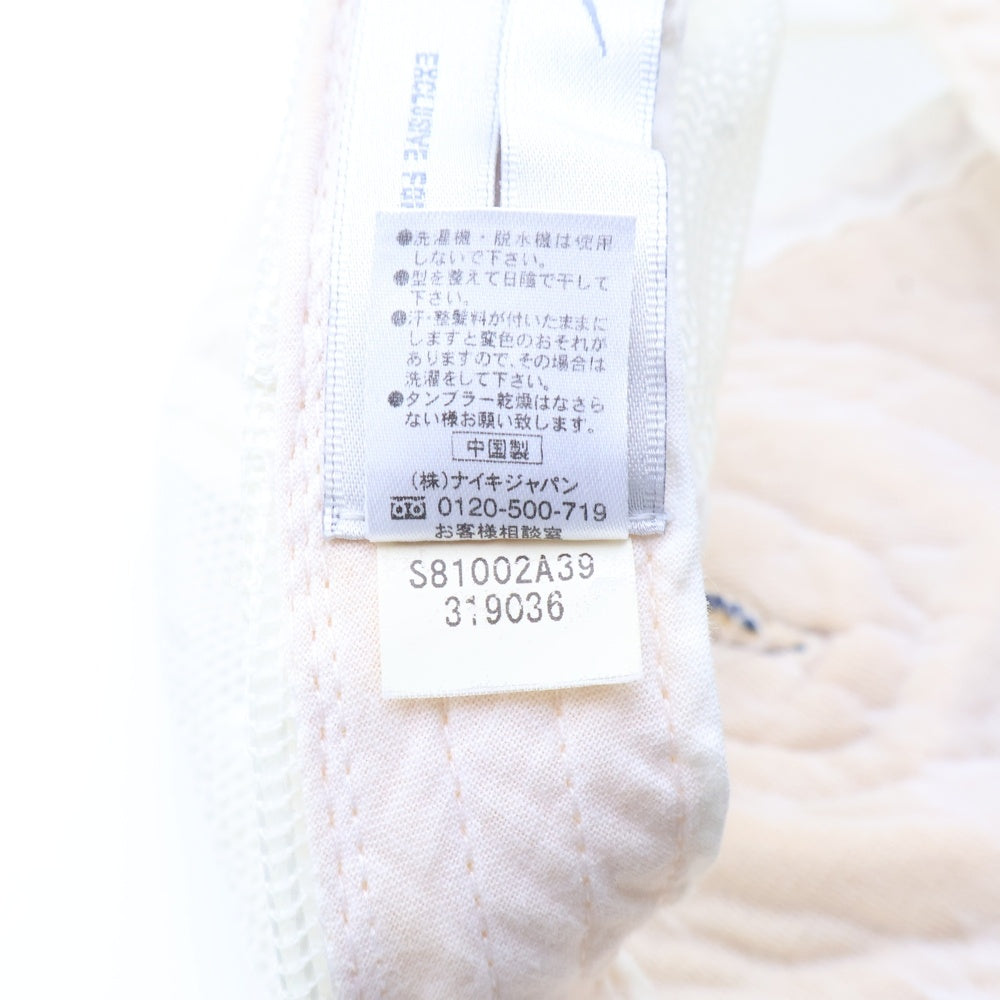 EXCLUSIVE FOR
●洗濯機・脱水機は使用
しないで下さい。
●型を整えて日陰で干して
下さい。
●汗・整髪料が付いたままに
しますと変色のおそれが
ありますので、その場合は
洗濯をして下さい。
●タンブラー乾燥はなさら
ない様お願い致します。
中国製
(株)ナイキジャパン
0120-500-719
お客様相談室
S81002A39
319036